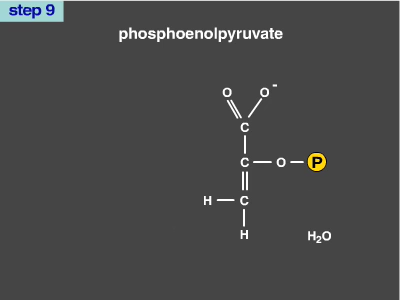 step 9
phosphoenolpyruvate
O O -
C
C O P
H C
H
H₂O